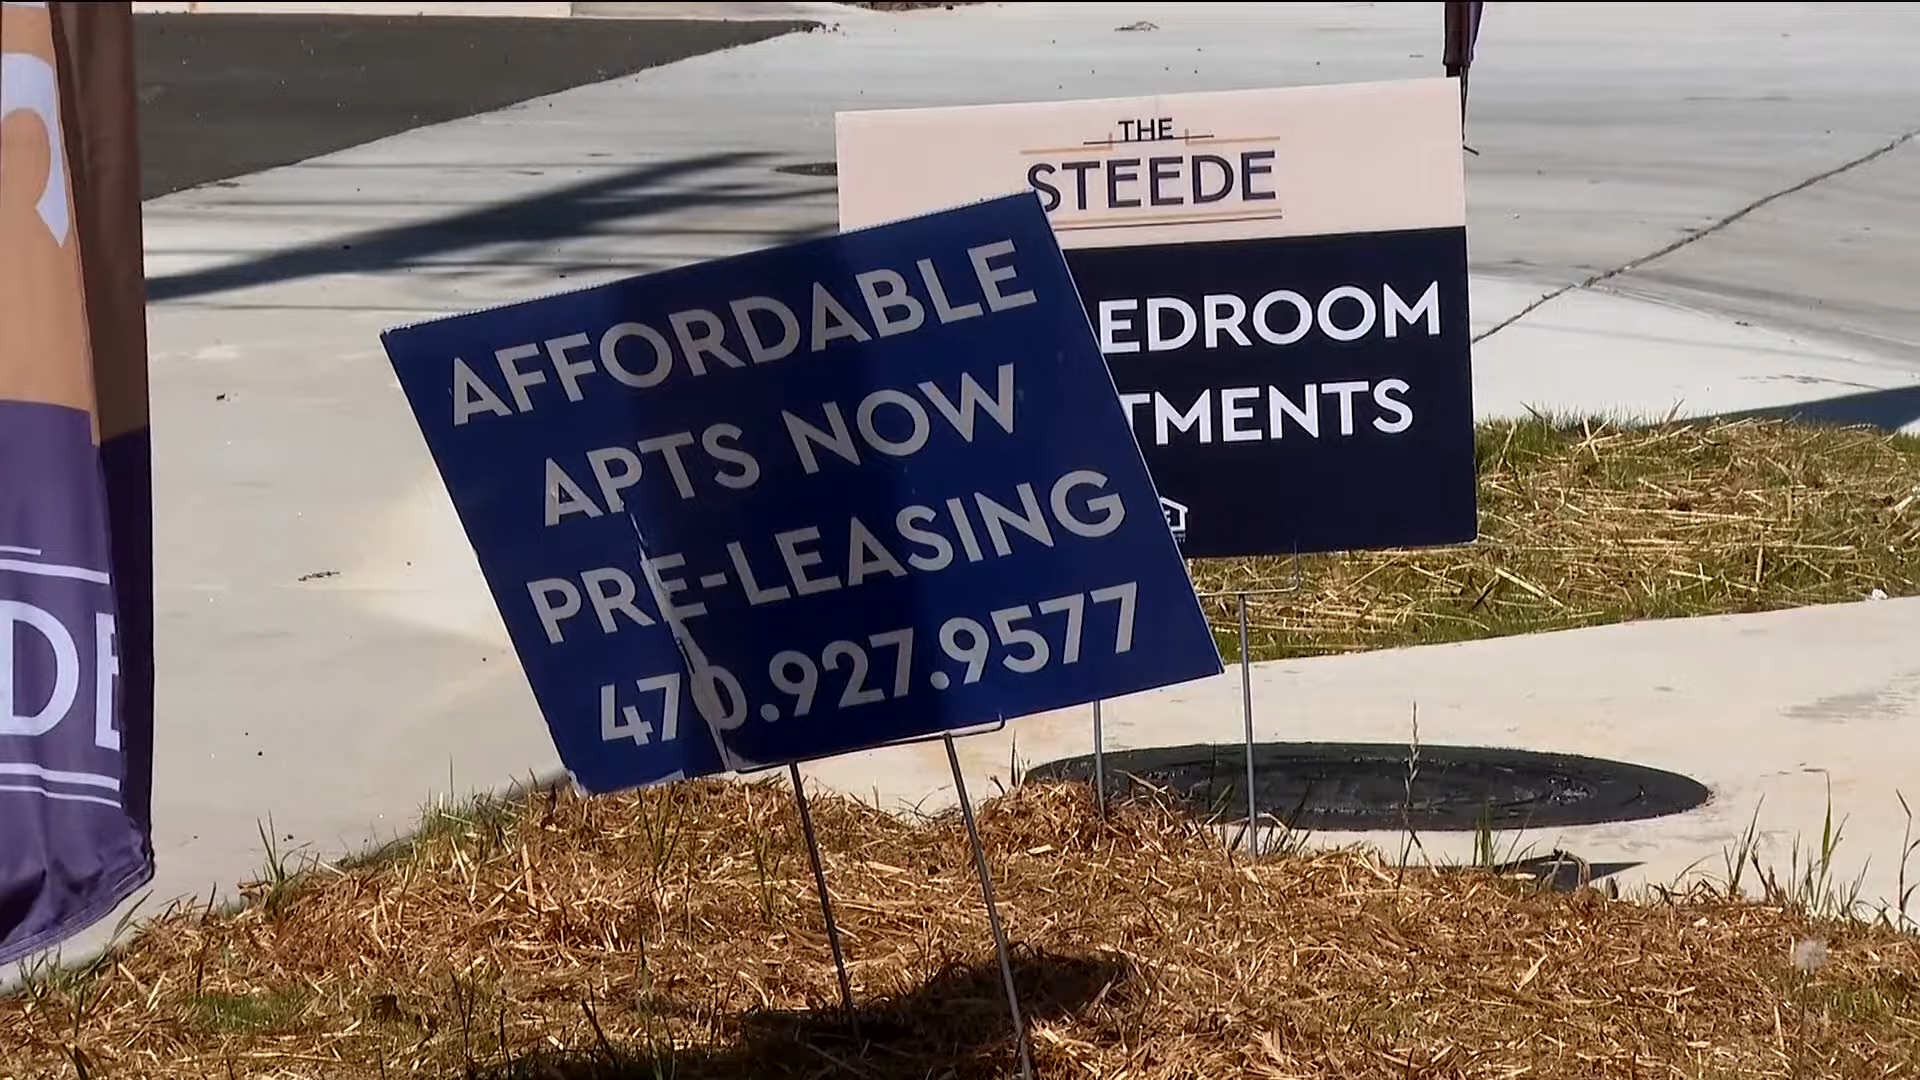 THE
STEEDE
EDROOM
TMENTS
AFFORDABLE
APTS NOW
PRE-LEASING
470.927.9577
DE